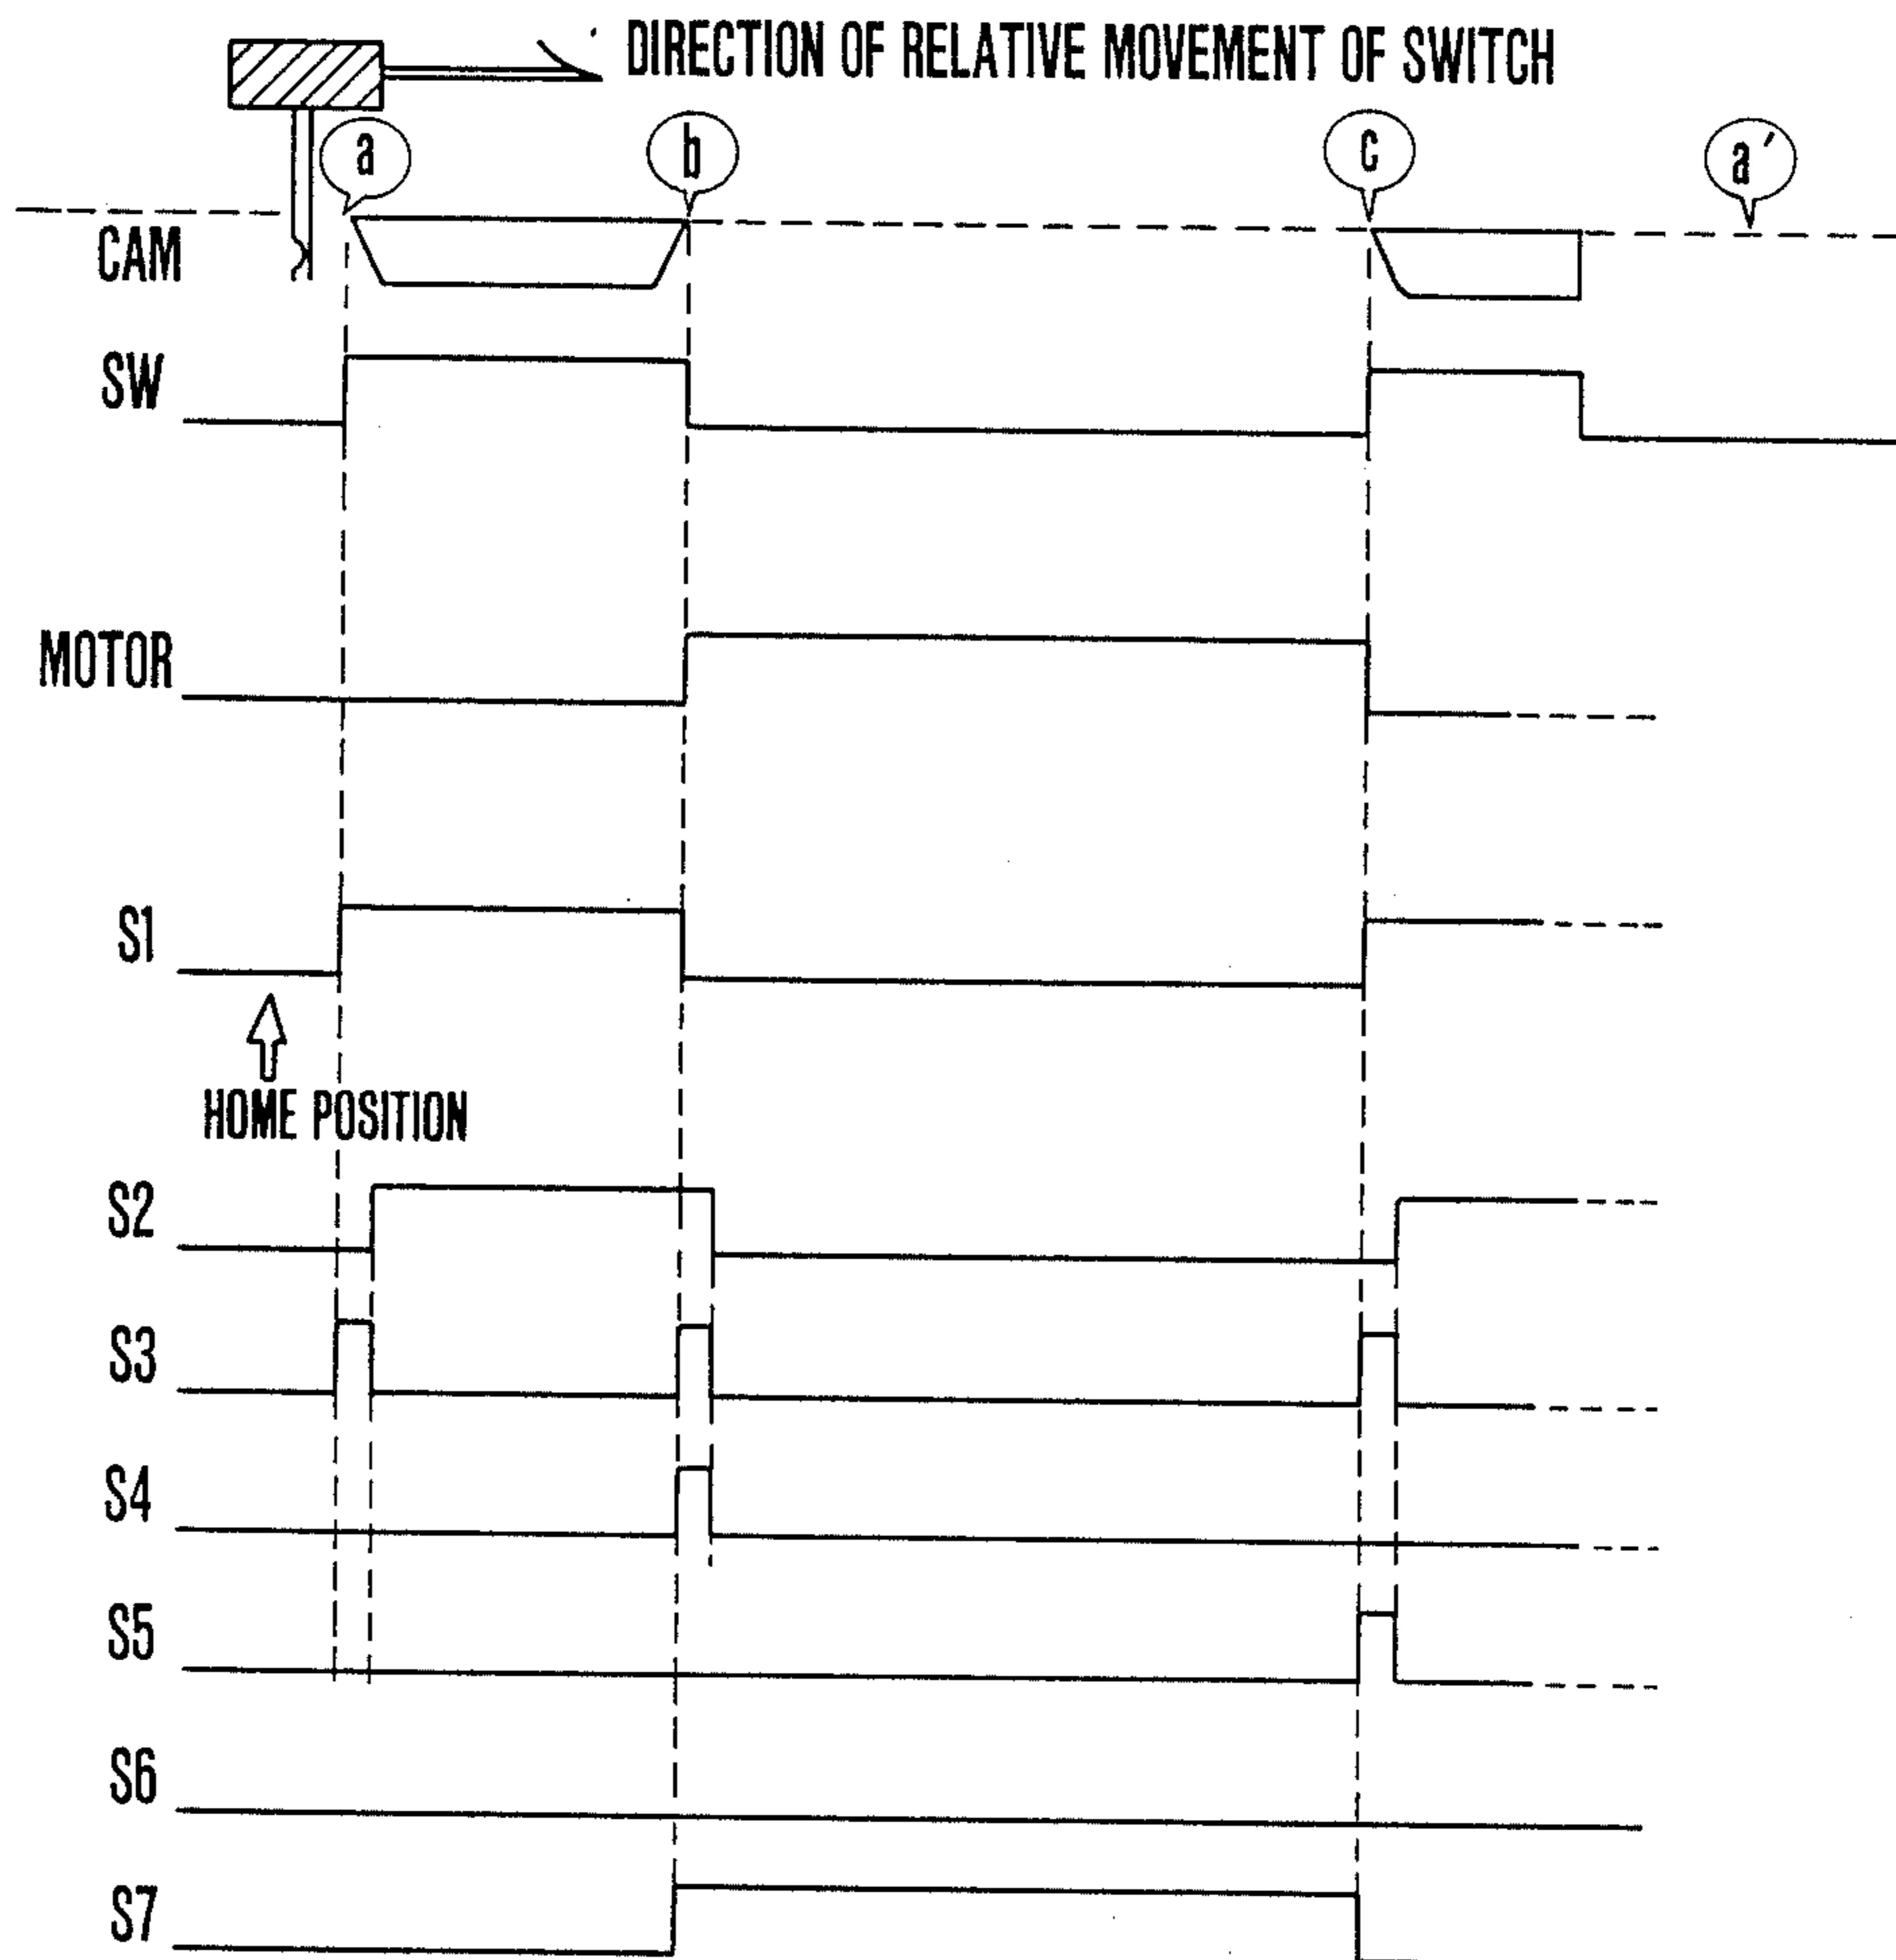 DIRECTION OF RELATIVE MOVEMENT OF SWITCH
a
b
c
a′
CAM
SW
MOTOR
S1
HOME POSITION
S2
S3
S4
S5
S6
S7